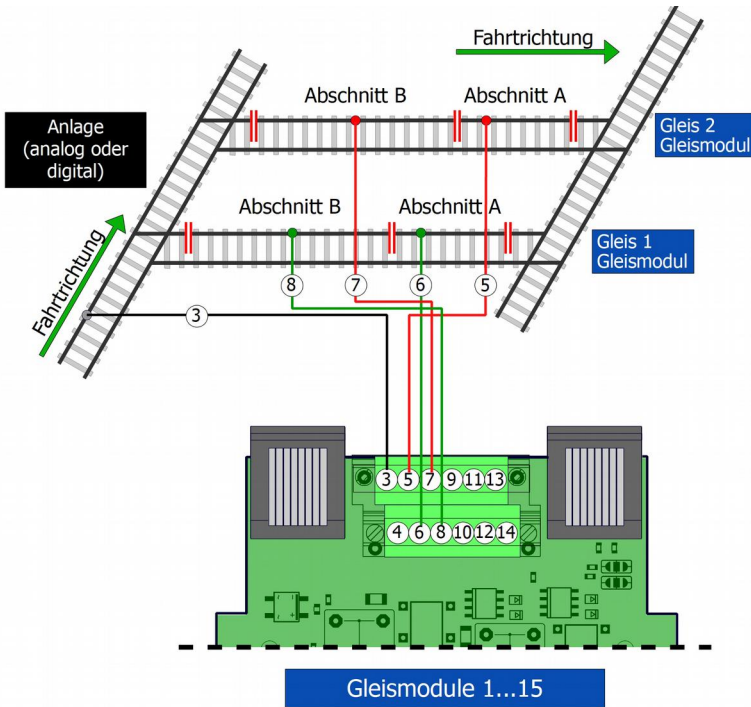 Fahrtrichtung
Abschnitt B
Abschnitt A
Anlage
(analog oder
digital)
Gleis 2
Gleismodul
Abschnitt B
Abschnitt A
Gleis 1
Gleismodul
Fahrtrichtung
8
7
6
5
3
3
5
7
9
11
13
4
6
8
10
12
14
Gleismodule 1...15